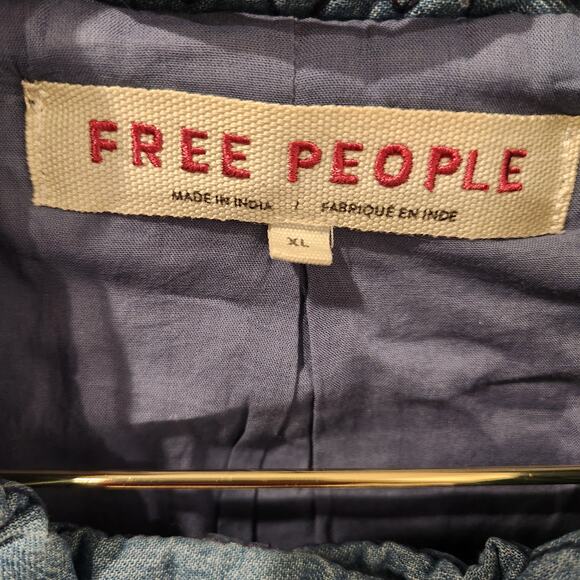 FREE PEOPLE
MADE IN INDIA / FABRIQUÉ EN INDE
XL